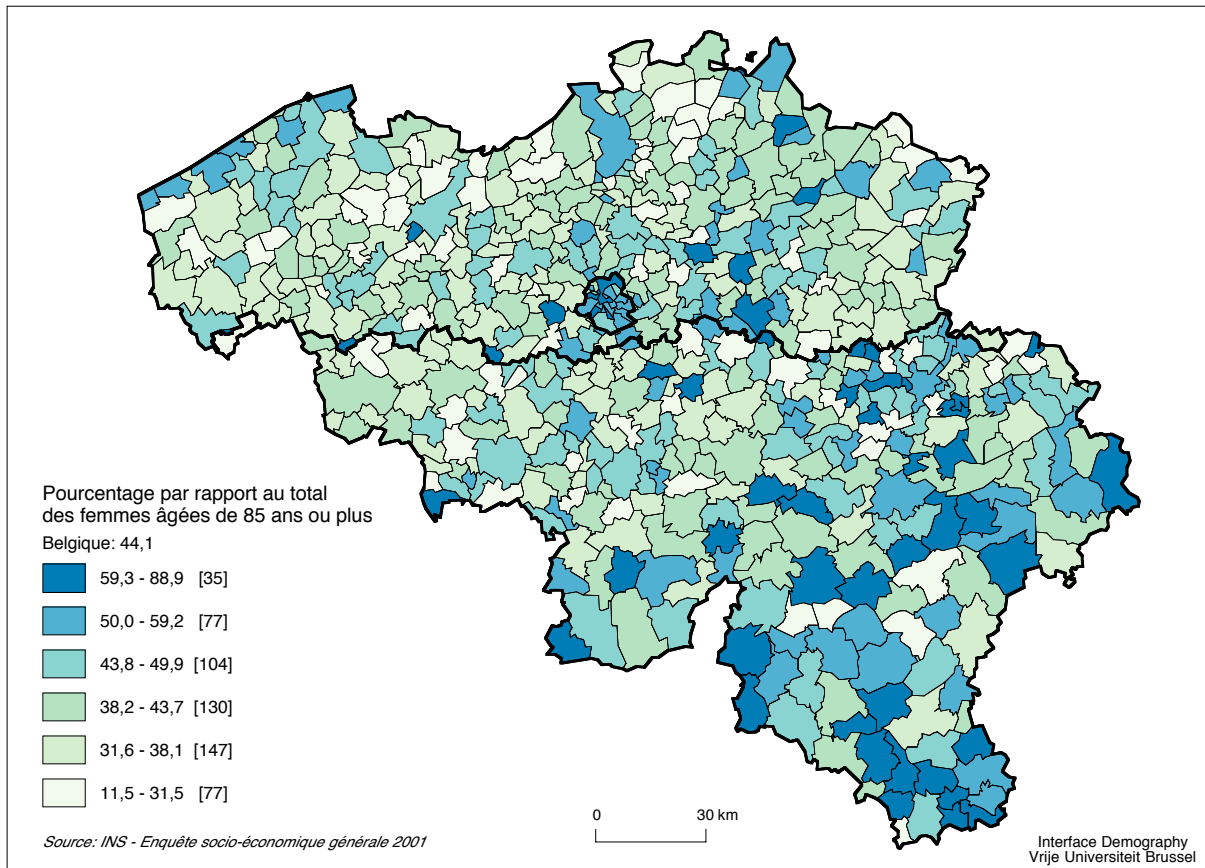 Pourcentage par rapport au total
des femmes âgées de 85 ans ou plus
Belgique: 44,1
59,3 - 88,9 [35]
50,0 - 59,2 [77]
43,8 - 49,9 [104]
38,2 - 43,7 [130]
31,6 - 38,1 [147]
11,5 - 31,5 [77]
0 30 km
Source: INS - Enquête socio-économique générale 2001
Interface Demography
Vrije Universiteit Brussel